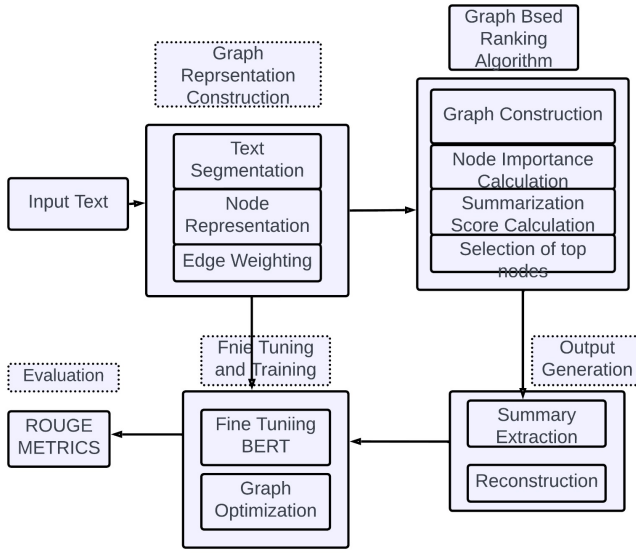 Graph Bsed
Ranking
Algorithm
Graph
Reprsentation
Construction
Graph Construction
Text
Segmentation
Node Importance
Calculation
Input Text
Node
Representation
Summarization
Score Calculation
Edge Weighting
Selection of top
nodes
Fnie Tuning
and Training
Output
Generation
Evaluation
ROUGE
METRICS
Fine Tuniing
BERT
Summary
Extraction
Graph
Optimization
Reconstruction